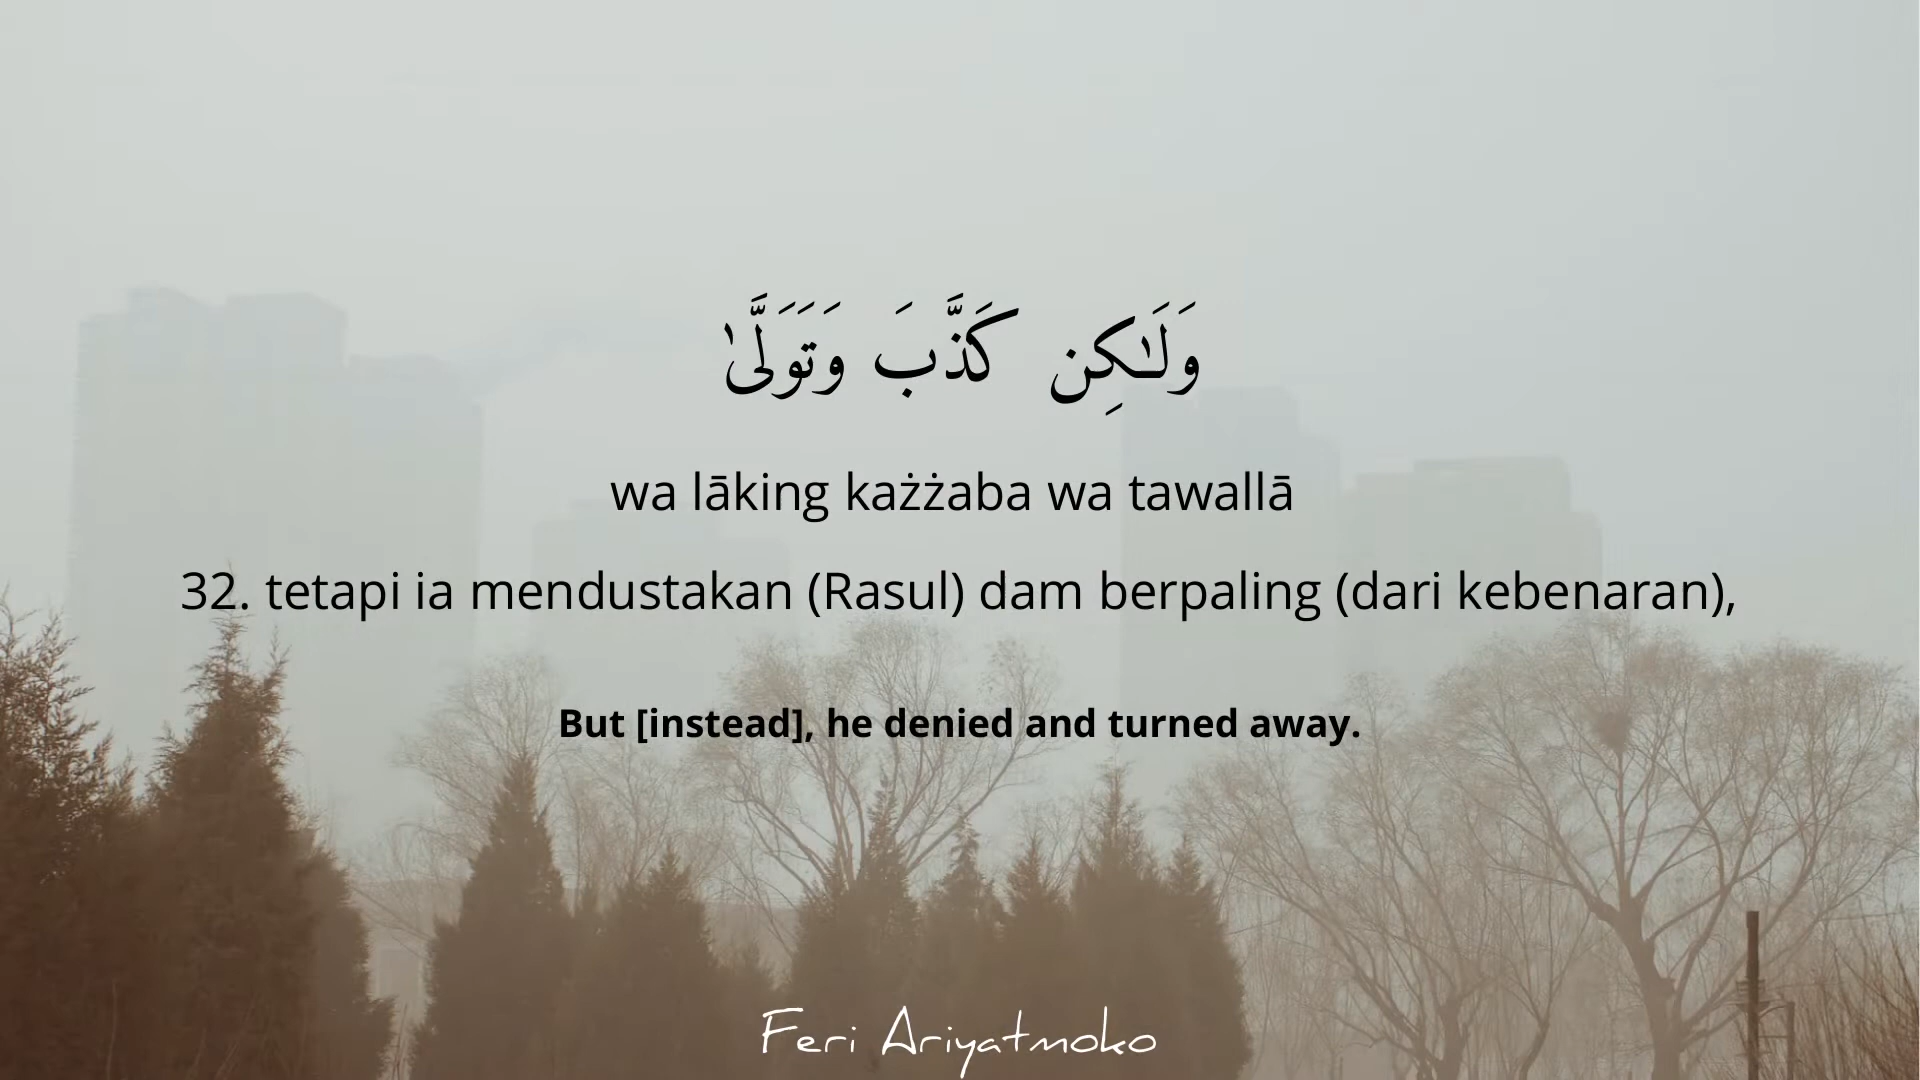 وَلَـٰكِن كَذَّبَ وَتَوَلَّىٰ
wa lāking każżaba wa tawallā
32. tetapi ia mendustakan (Rasul) dam berpaling (dari kebenaran),
But [instead], he denied and turned away.
Feri Ariyatmoko